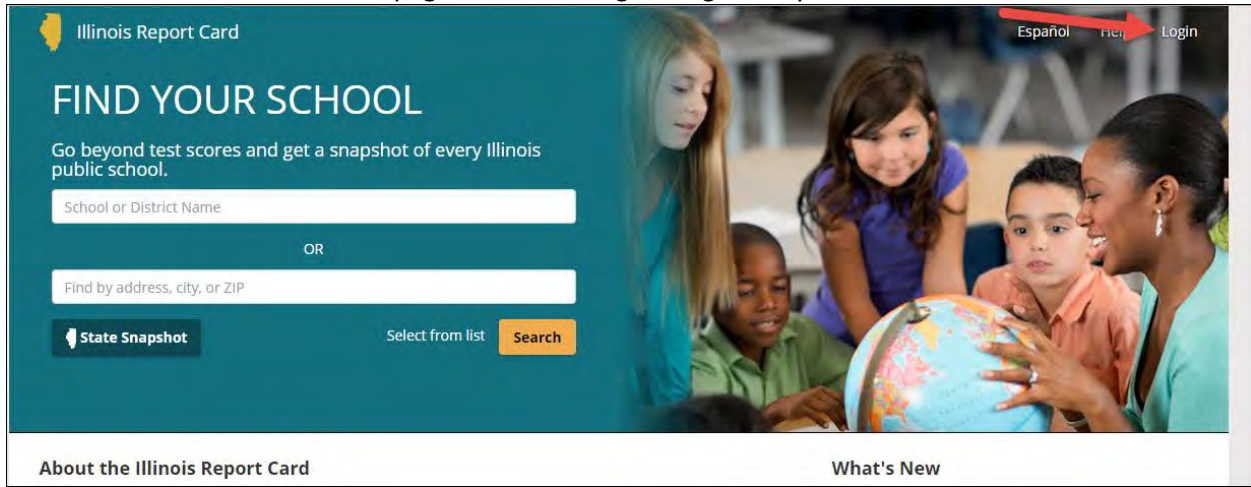 Illinois Report Card
Español Login
FIND YOUR SCHOOL
Go beyond test scores and get a snapshot of every Illinois
public school.
School or District Name
OR
Find by address, city, or ZIP
State Snapshot
Select from list
Search
About the Illinois Report Card
What's New